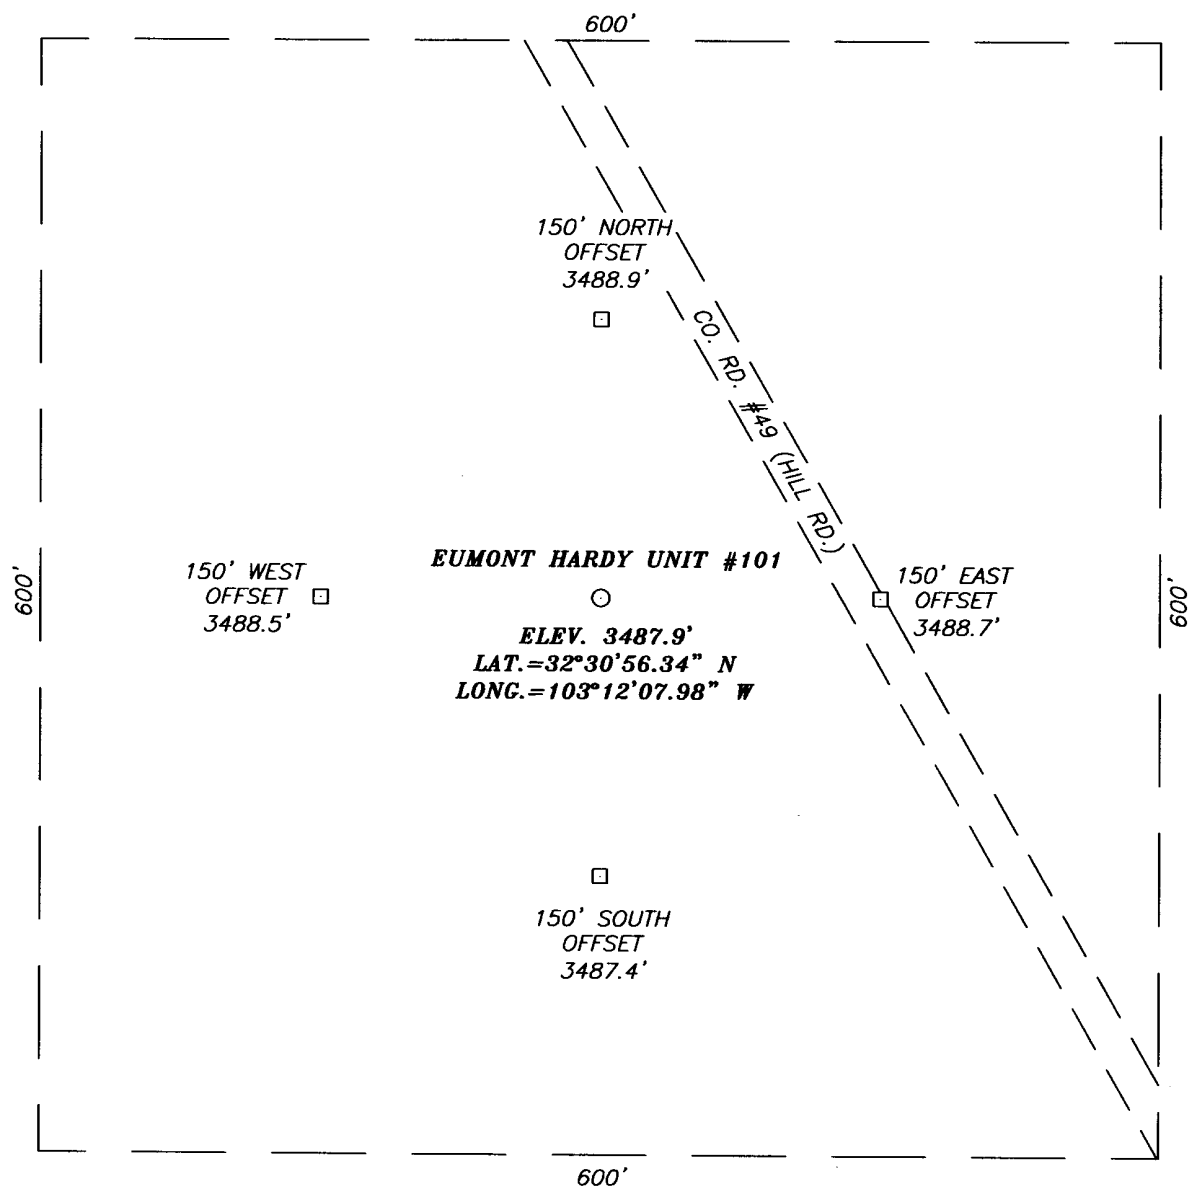 600'
150' NORTH
OFFSET
3488.9'
CO. RD. #49 (HILL RD.)
600'
150' WEST
OFFSET
3488.5'
EUMONT HARDY UNIT #101
ELEV. 3487.9'
LAT.=32°30'56.34" N
LONG.=103°12'07.98" W
150' EAST
OFFSET
3488.7'
600'
150' SOUTH
OFFSET
3487.4'
600'